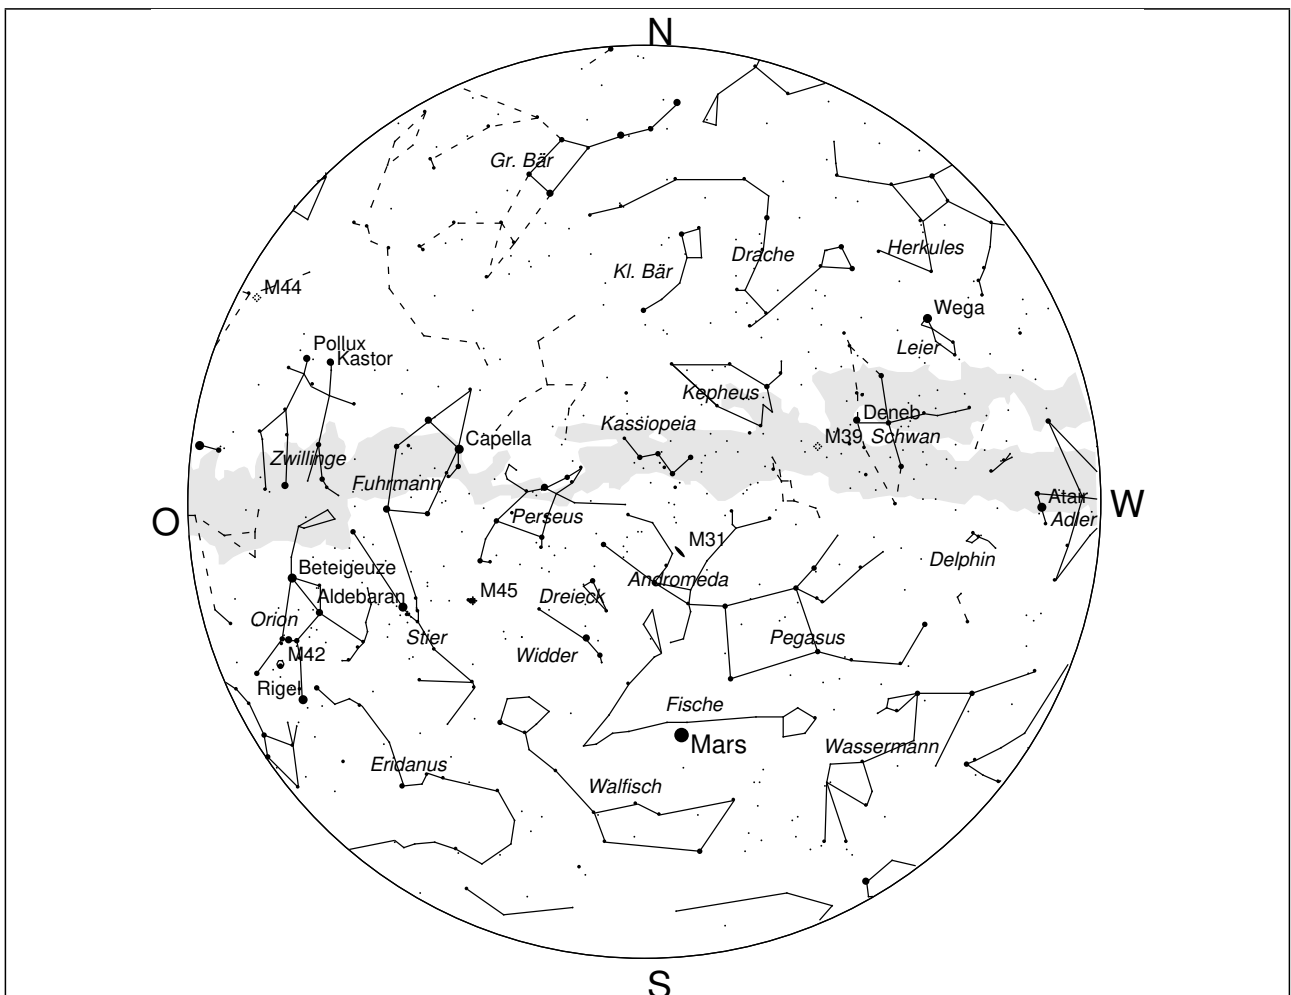 N
Gr. Bär
Herkules
Drache
Kl. Bär
M44
Wega
Pollux
Kastor
Leier
Kepheus
Deneb
Kassiopeia
Capella
M39
Schwan
Zwillinge
Fuhrmann
Atair
W
O
Perseus
Adler
M31
Delphin
Beteigeuze
Andromeda
Aldebaran
M45
Dreieck
Orion
Stier
Pegasus
M42
Widder
Rigel
Fische
Mars
Wassermann
Eridanus
Walfisch
S